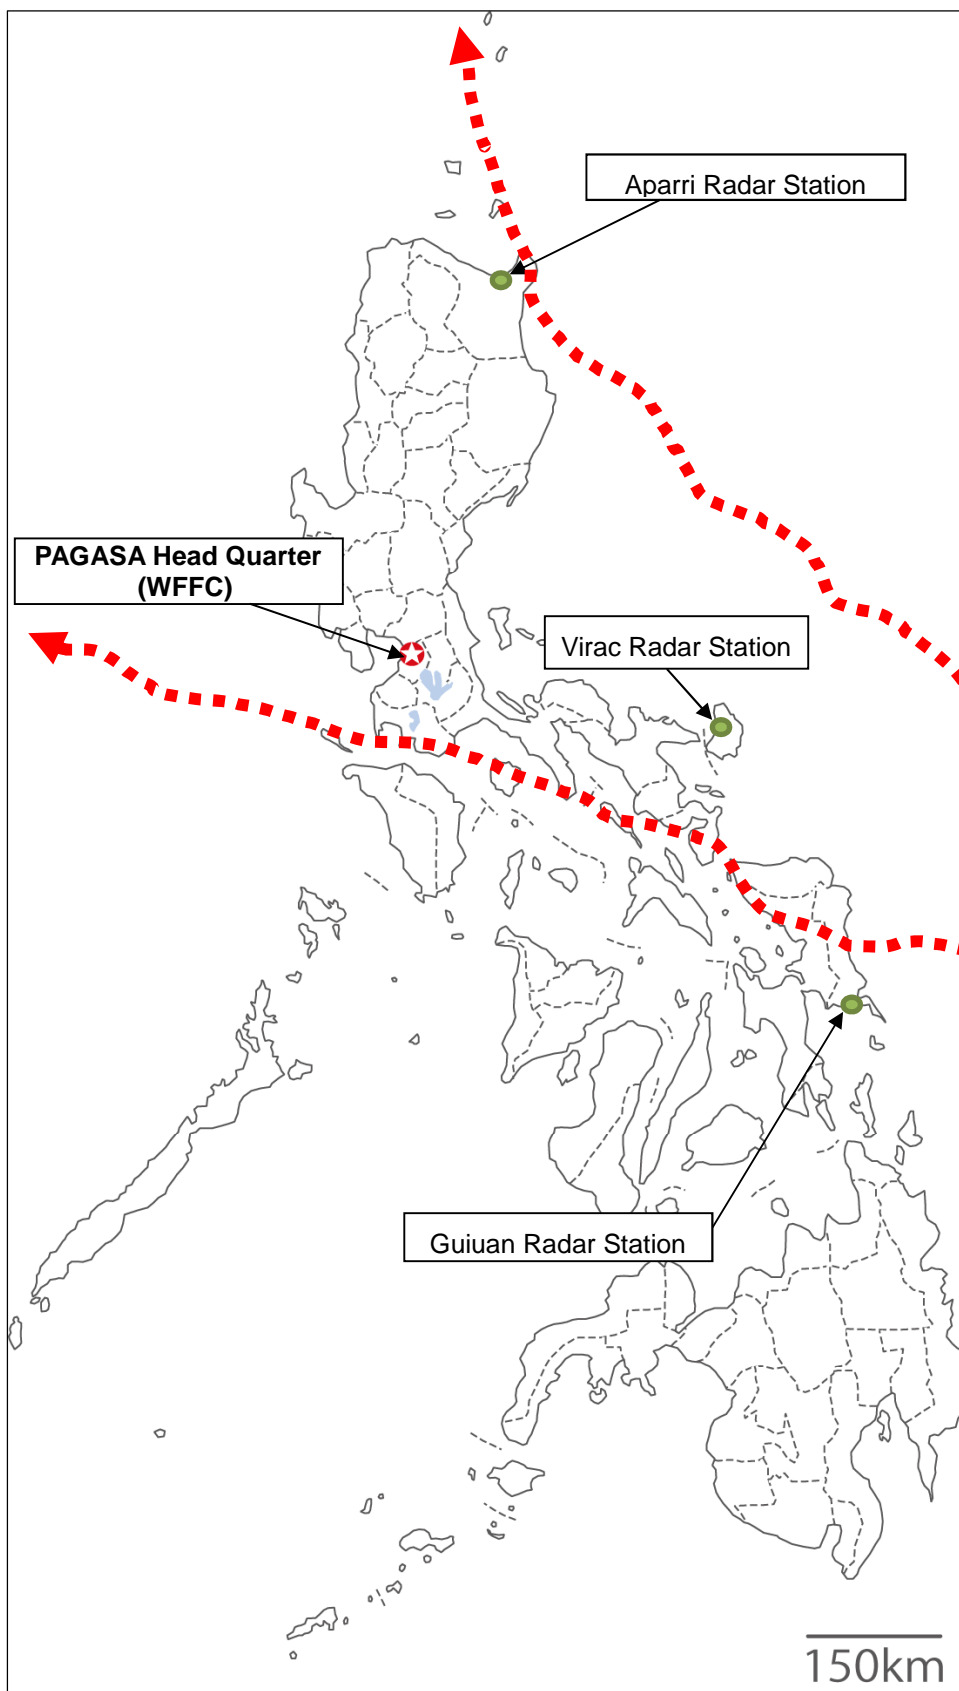 Aparri Radar Station
PAGASA Head Quarter
(WFFC)
Virac Radar Station
Guiuan Radar Station
150km